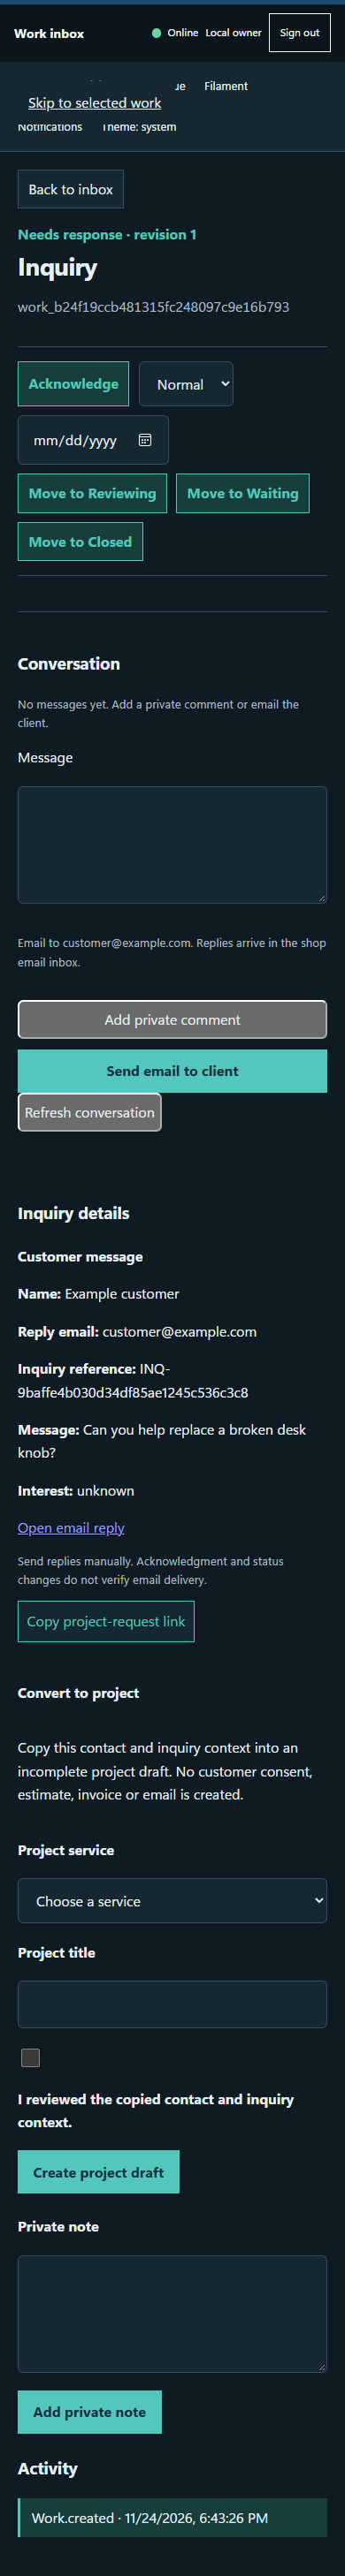 Work inbox
Online Local owner Sign out
Filament
Skip to selected work
Notifications Theme: system
Back to inbox
Needs response · revision 1
Inquiry
work_b24f19ccb481315fc248097c9e16b793
Acknowledge Normal
mm/dd/yyyy
Move to Reviewing Move to Waiting
Move to Closed
Conversation
No messages yet. Add a private comment or email the
client.
Message
Email to customer@example.com. Replies arrive in the shop
email inbox.
Add private comment
Send email to client
Refresh conversation
Inquiry details
Customer message
Name: Example customer
Reply email: customer@example.com
Inquiry reference: INQ-
9baffe4b030d34df85ae1245c536c3c8
Message: Can you help replace a broken desk
knob?
Interest: unknown
Open email reply
Send replies manually. Acknowledgment and status
changes do not verify email delivery.
Copy project-request link
Convert to project
Copy this contact and inquiry context into an
incomplete project draft. No customer consent,
estimate, invoice or email is created.
Project service
Choose a service
Project title
I reviewed the copied contact and inquiry
context.
Create project draft
Private note
Add private note
Activity
Work.created · 11/24/2026, 6:43:26 PM